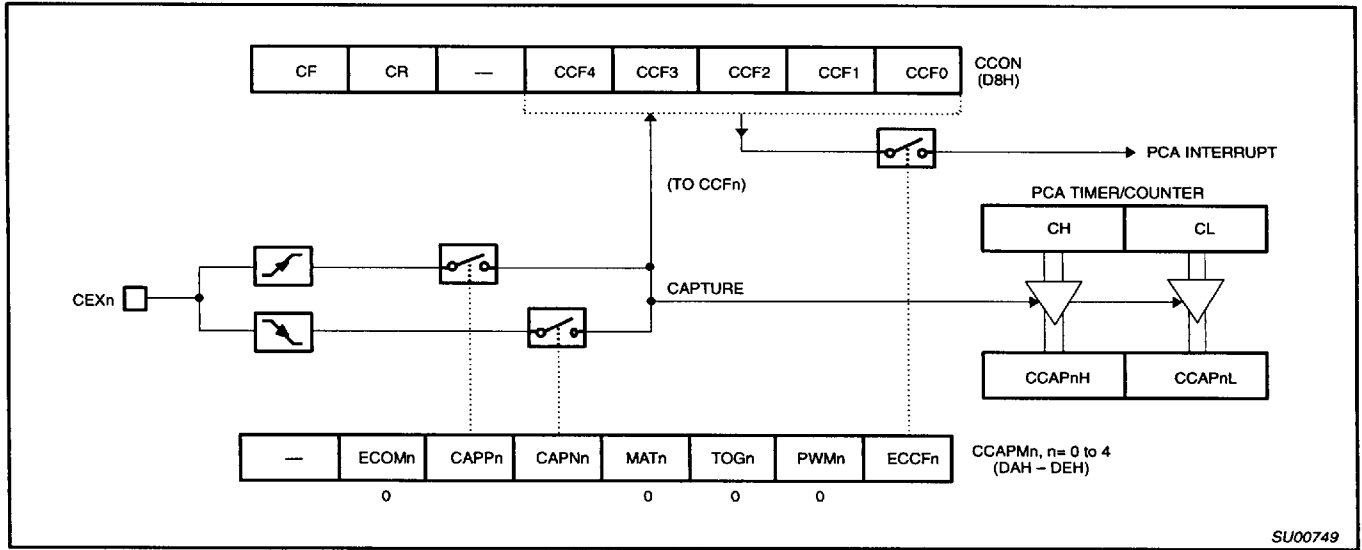 CF CR — CCF4 CCF3 CCF2 CCF1 CCF0
CCON
(D8H)
PCA INTERRUPT
(TO CCFn)
PCA TIMER/COUNTER
CH CL
CEXn
CAPTURE
CCAPnH CCAPnL
— ECOMn CAPPn CAPNn MATn TOGn PWMn ECCFn
CCAPMn, n= 0 to 4
(DAH – DEH)
0 0 0 0
SU00749